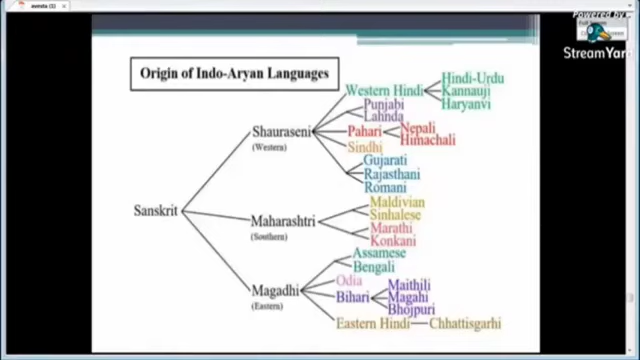 avesta
Powered by
StreamYard
Origin of Indo-Aryan Languages
Sanskrit
Shauraseni
(Western)
Western Hindi
Hindi-Urdu
Kannauji
Haryanvi
Punjabi
Lahnda
Pahari
Nepali
Himachali
Sindhi
Gujarati
Rajasthani
Romani
Maharashtri
(Southern)
Maldivian
Sinhalese
Marathi
Konkani
Magadhi
(Eastern)
Assamese
Bengali
Odia
Bihari
Maithili
Magahi
Bhojpuri
Eastern Hindi
Chhattisgarhi